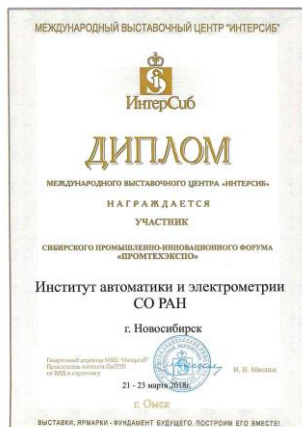 МЕЖДУНАРОДНЫЙ ВЫСТАВОЧНЫЙ ЦЕНТР "ИНТЕРСИБ"
ИнтерСиб
ДИПЛОМ
МЕЖДУНАРОДНОГО ВЫСТАВОЧНОГО ЦЕНТРА «ИНТЕРСИБ»
НАГРАЖДАЕТСЯ
УЧАСТНИК
СИБИРСКОГО ПРОМЫШЛЕННО-ИННОВАЦИОННОГО ФОРУМА
«ПРОМТЕХЭКСПО»
Институт автоматики и электрометрии
СО РАН
г. Новосибирск
Генеральный директор МВЦ "Интерсиб"
21 - 23 марта 2018г.
г. Омск
ВЫСТАВКИ, ЯРМАРКИ - ФУНДАМЕНТ БУДУЩЕГО. ПОСТРОИМ ЕГО ВМЕСТЕ!